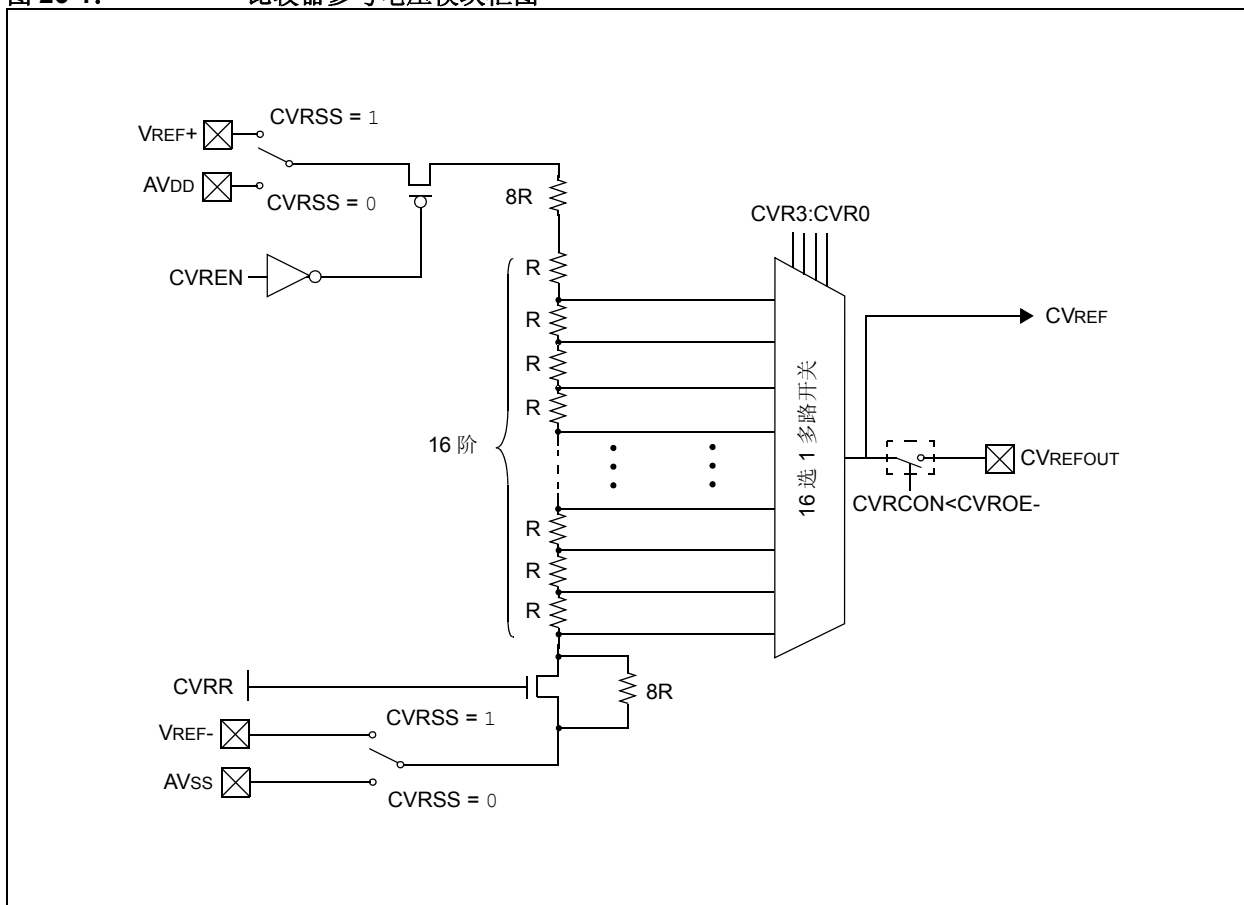 VREF+
CVRSS = 1
AVDD
CVRSS = 0
8R
CVR3:CVR0
CVREN
R
R
R
R
16 阶
16 选 1 多路开关
CVREF
CVREFOUT
CVRCON<CVROE-
R
R
R
CVRR
8R
VREF-
CVRSS = 1
AVSS
CVRSS = 0